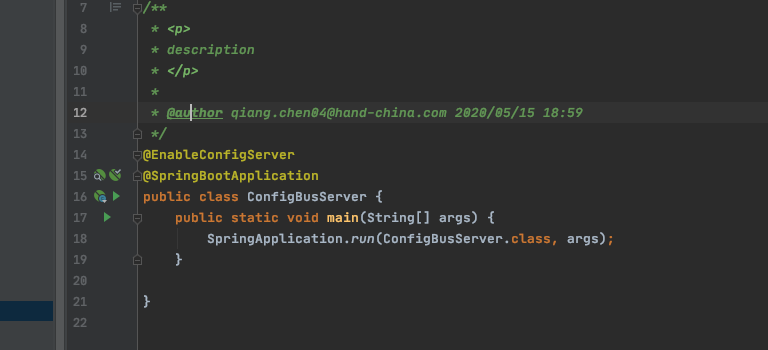 7 /**
8  * <p>
9  * description
10  * </p>
11  *
12  * @author qiang.chen04@hand-china.com 2020/05/15 18:59
13  */
14 @EnableConfigServer
15 @SpringBootApplication
16 public class ConfigBusServer {
17     public static void main(String[] args) {
18         SpringApplication.run(ConfigBusServer.class, args);
19     }
20
21 }
22